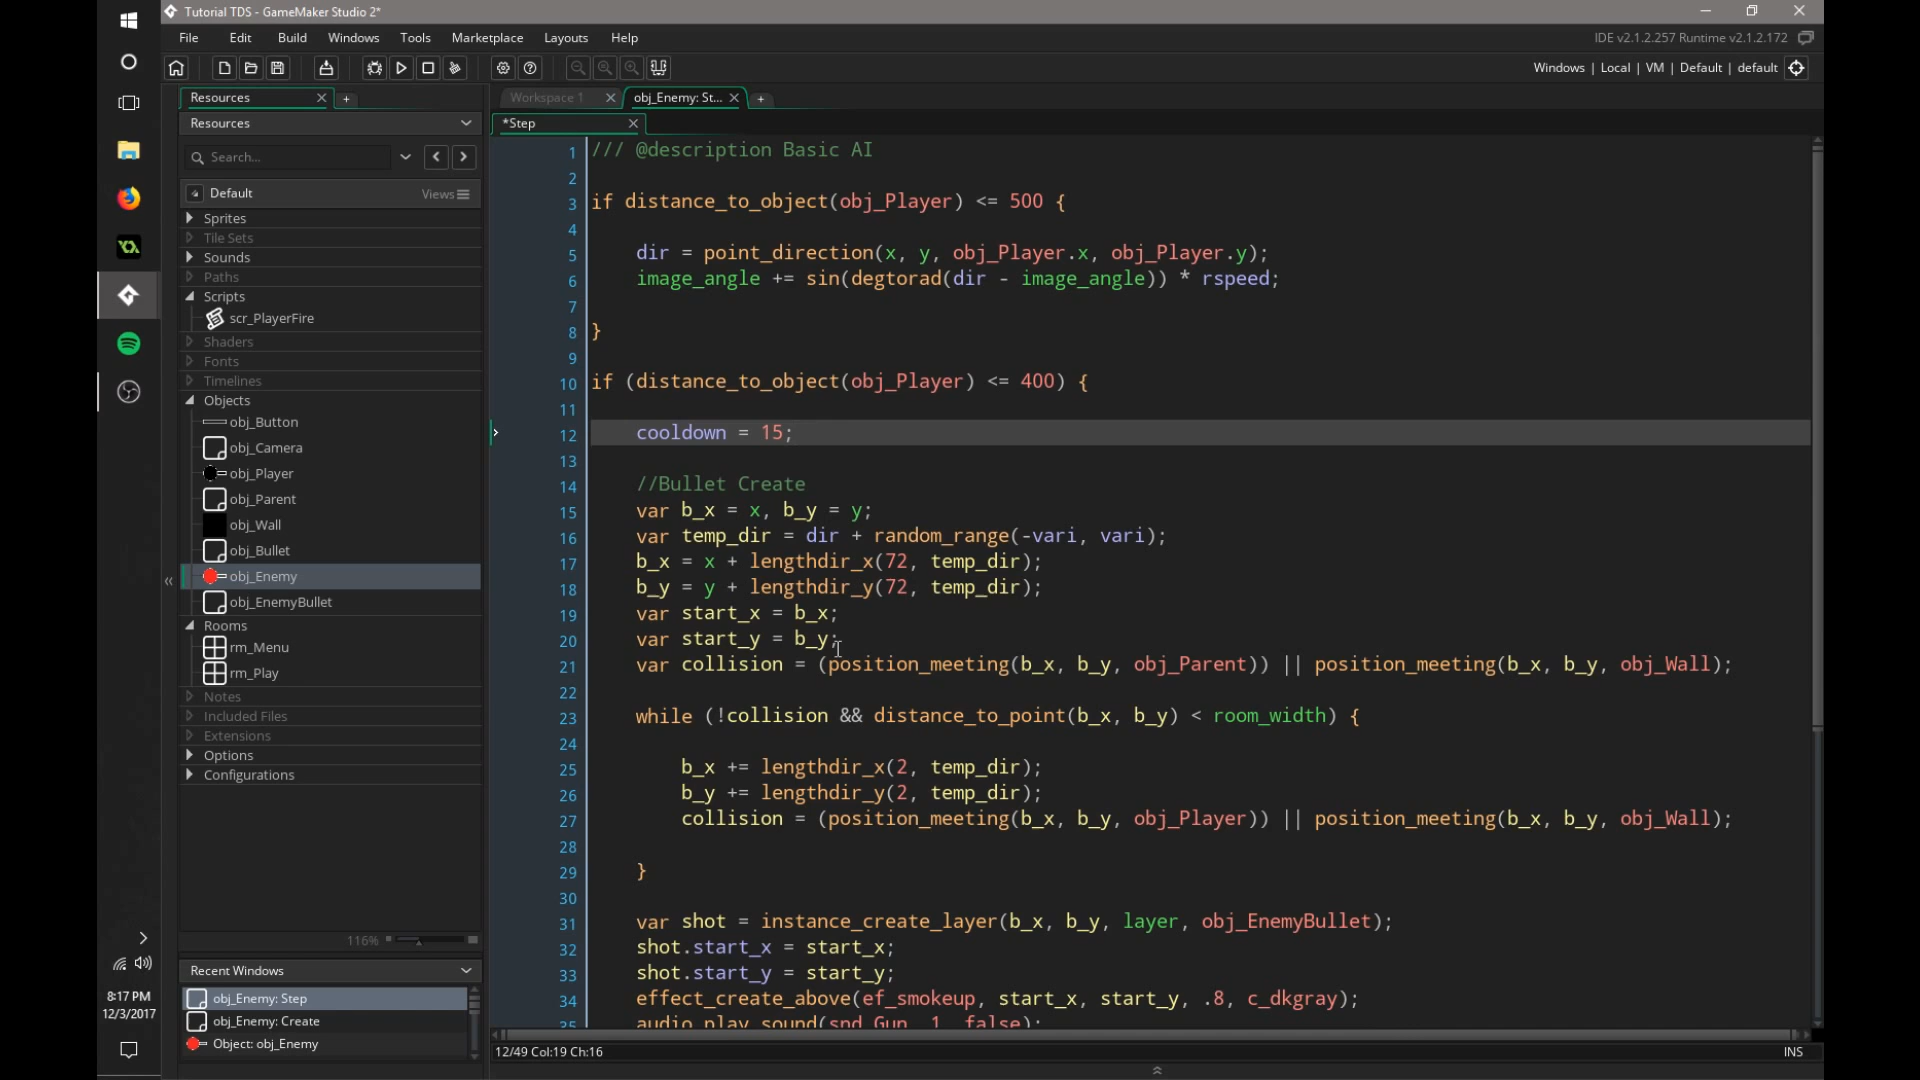 Tutorial TDS - GameMaker Studio 2*
File Edit Build Windows Tools Marketplace Layouts Help
IDE v2.1.2.257 Runtime v2.1.2.172
Windows | Local | VM | Default | default
Resources
Resources
Search...
Default
Views
Sprites
Tile Sets
Sounds
Paths
Scripts
scr_PlayerFire
Shaders
Fonts
Timelines
Objects
obj_Button
obj_Camera
obj_Player
obj_Parent
obj_Wall
obj_Bullet
obj_Enemy
obj_EnemyBullet
Rooms
rm_Menu
rm_Play
Notes
Included Files
Extensions
Options
Configurations
116%
Recent Windows
obj_Enemy: Step
obj_Enemy: Create
Object: obj_Enemy
8:17 PM
12/3/2017
Workspace 1
obj_Enemy: St...
*Step
1 /// @description Basic AI
2
3 if distance_to_object(obj_Player) <= 500 {
4
5 dir = point_direction(x, y, obj_Player.x, obj_Player.y);
6 image_angle += sin(degtorad(dir - image_angle)) * rspeed;
7
8 }
9
10 if (distance_to_object(obj_Player) <= 400) {
11
12 cooldown = 15;
13
14 //Bullet Create
15 var b_x = x, b_y = y;
16 var temp_dir = dir + random_range(-vari, vari);
17 b_x = x + lengthdir_x(72, temp_dir);
18 b_y = y + lengthdir_y(72, temp_dir);
19 var start_x = b_x;
20 var start_y = b_y;
21 var collision = (position_meeting(b_x, b_y, obj_Parent)) || position_meeting(b_x, b_y, obj_Wall);
22
23 while (!collision && distance_to_point(b_x, b_y) < room_width) {
24
25 b_x += lengthdir_x(2, temp_dir);
26 b_y += lengthdir_y(2, temp_dir);
27 collision = (position_meeting(b_x, b_y, obj_Player)) || position_meeting(b_x, b_y, obj_Wall);
28
29 }
30
31 var shot = instance_create_layer(b_x, b_y, layer, obj_EnemyBullet);
32 shot.start_x = start_x;
33 shot.start_y = start_y;
34 effect_create_above(ef_smokeup, start_x, start_y, .8, c_dkgray);
35 audio_play_sound(snd_Gun, 1, false);
12/49 Col:19 Ch:16
INS